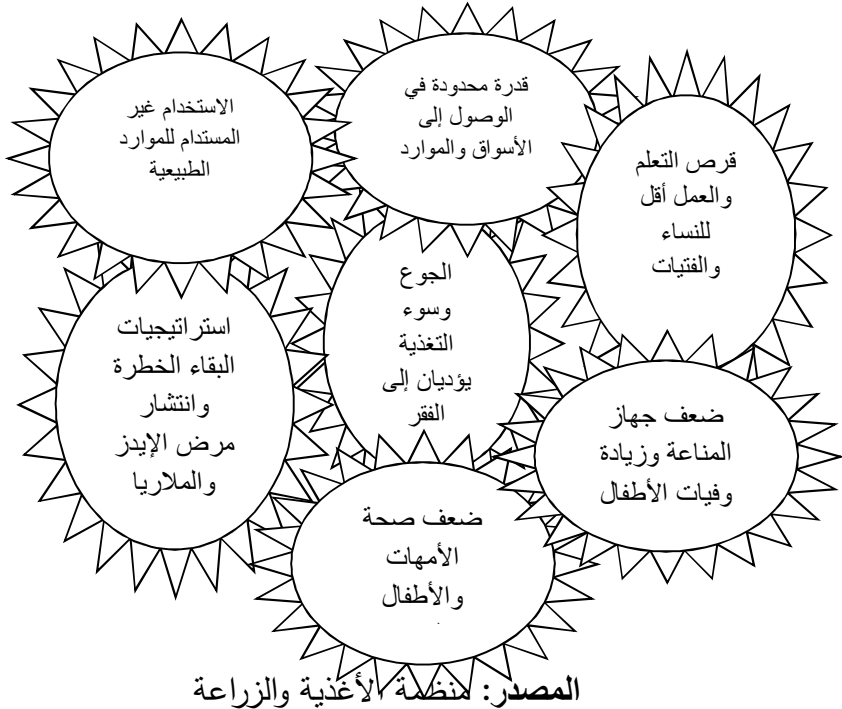 قدرة محدودة في
الوصول إلى
الأسواق والموارد
الاستخدام غير
المستدام للموارد
الطبيعية
قرص التعلم
والعمل أقل
للنساء
والفتيات
الجوع
وسوء
التغذية
يؤديان إلى
الفقر
استراتيجيات
البقاء الخطرة
وانتشار
مرض الإيدز
والملاريا
ضعف جهاز
المناعة وزيادة
وفيات الأطفال
ضعف صحة
الأمهات
والأطفال
المصدر: منظمة الأغذية والزراعة